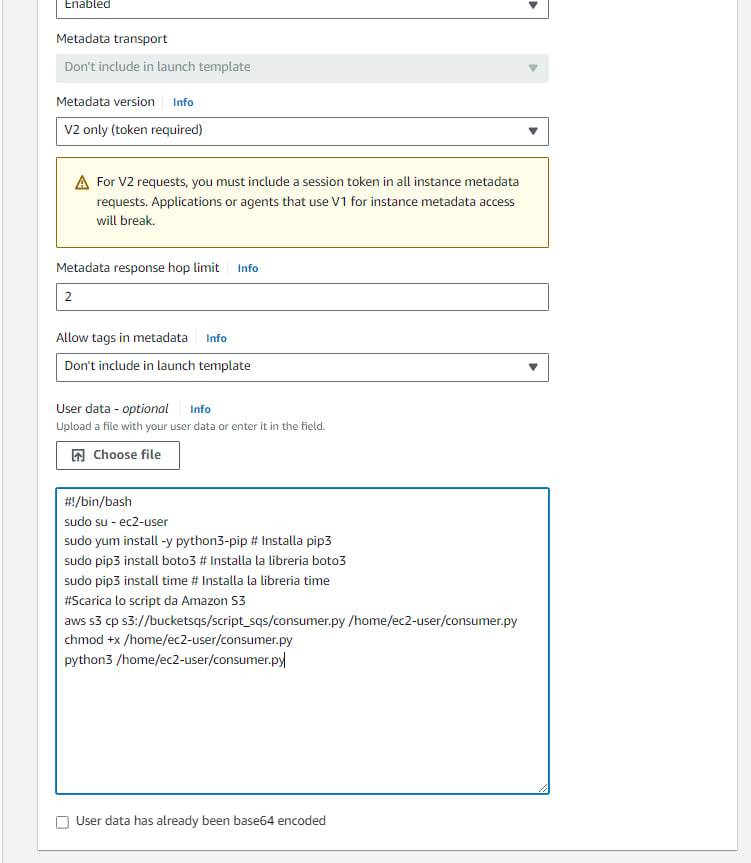 Enabled
Metadata transport
Don't include in launch template
Metadata version Info
V2 only (token required)
For V2 requests, you must include a session token in all instance metadata
requests. Applications or agents that use V1 for instance metadata access
will break.
Metadata response hop limit Info
2
Allow tags in metadata Info
Don't include in launch template
User data - optional Info
Upload a file with your user data or enter it in the field.
Choose file
#!/bin/bash
sudo su - ec2-user
sudo yum install -y python3-pip # Installa pip3
sudo pip3 install boto3 # Installa la libreria boto3
sudo pip3 install time # Installa la libreria time
#Scarica lo script da Amazon S3
aws s3 cp s3://bucketsqs/script_sqs/consumer.py /home/ec2-user/consumer.py
chmod +x /home/ec2-user/consumer.py
python3 /home/ec2-user/consumer.py
User data has already been base64 encoded